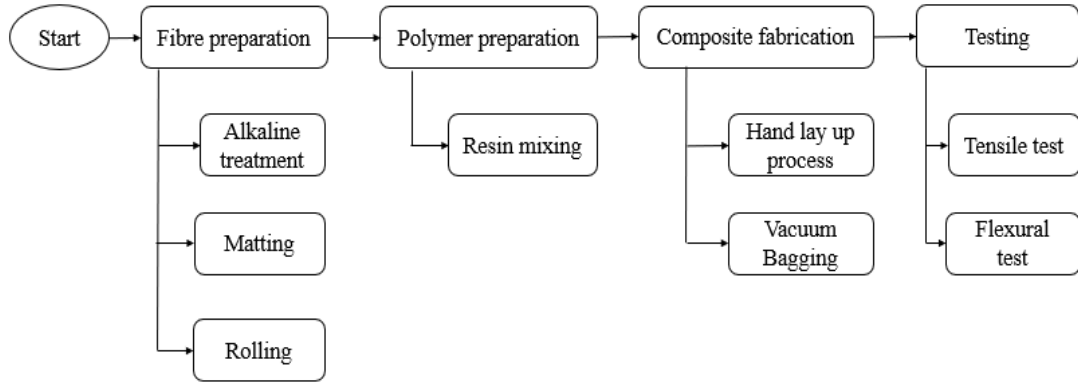 Start
Fibre preparation
Polymer preparation
Composite fabrication
Testing
Alkaline
treatment
Matting
Rolling
Resin mixing
Hand lay up
process
Vacuum
Bagging
Tensile test
Flexural
test